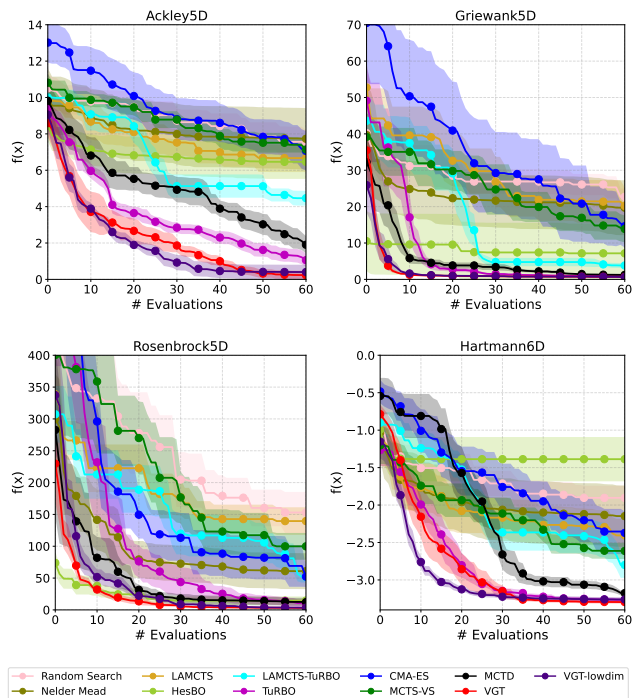 Ackley5D
14
12
10
8
6
4
2
0
f(x)
0 10 20 30 40 50 60
# Evaluations
Griewank5D
70
60
50
40
30
20
10
0
f(x)
0 10 20 30 40 50 60
# Evaluations
Rosenbrock5D
400
350
300
250
200
150
100
50
0
f(x)
0 10 20 30 40 50 60
# Evaluations
Hartmann6D
0.0
−0.5
−1.0
−1.5
−2.0
−2.5
−3.0
f(x)
0 10 20 30 40 50 60
# Evaluations
Random Search LAMCTS LAMCTS-TuRBO CMA-ES MCTD VGT-lowdim
Nelder Mead HesBO TuRBO MCTS-VS VGT